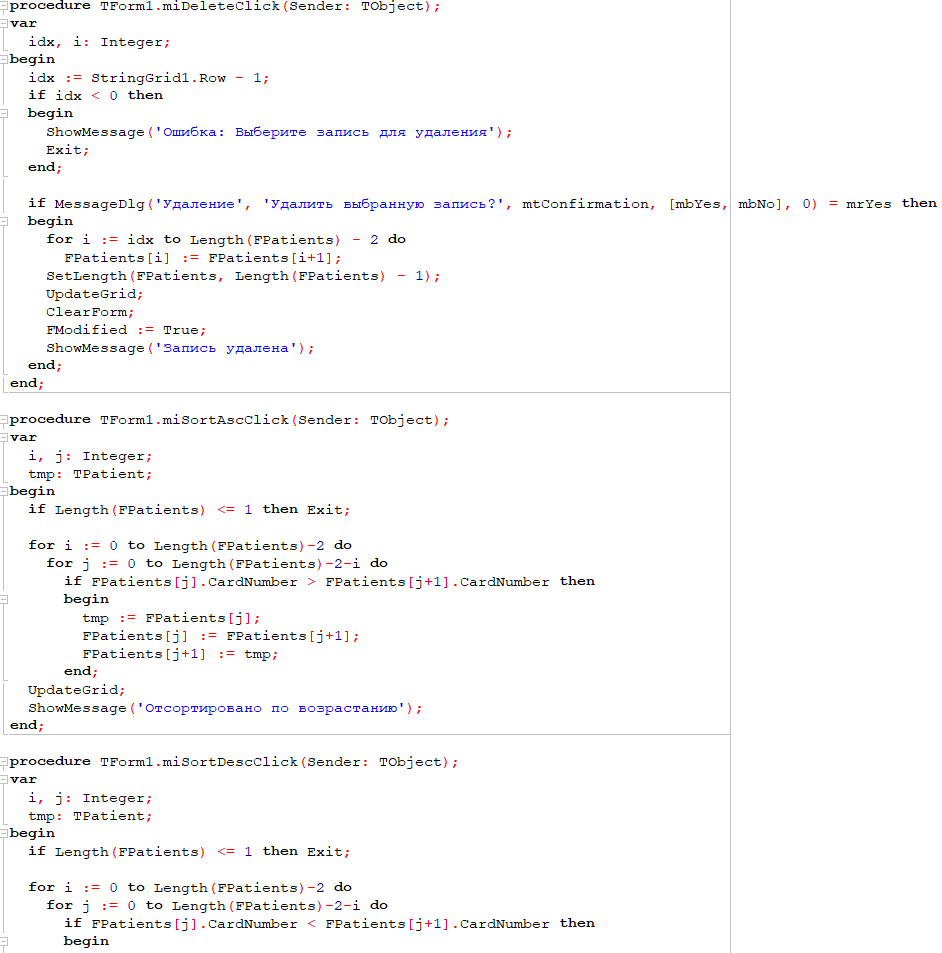 procedure TForm1.miDeleteClick(Sender: TObject);
var
  idx, i: Integer;
begin
  idx := StringGrid1.Row - 1;
  if idx < 0 then
  begin
    ShowMessage('Ошибка: Выберите запись для удаления');
    Exit;
  end;

  if MessageDlg('Удаление', 'Удалить выбранную запись?', mtConfirmation, [mbYes, mbNo], 0) = mrYes then
  begin
    for i := idx to Length(FPatients) - 2 do
      FPatients[i] := FPatients[i+1];
    SetLength(FPatients, Length(FPatients) - 1);
    UpdateGrid;
    ClearForm;
    FModified := True;
    ShowMessage('Запись удалена');
  end;
end;

procedure TForm1.miSortAscClick(Sender: TObject);
var
  i, j: Integer;
  tmp: TPatient;
begin
  if Length(FPatients) <= 1 then Exit;

  for i := 0 to Length(FPatients)-2 do
    for j := 0 to Length(FPatients)-2-i do
      if FPatients[j].CardNumber > FPatients[j+1].CardNumber then
      begin
        tmp := FPatients[j];
        FPatients[j] := FPatients[j+1];
        FPatients[j+1] := tmp;
      end;
  UpdateGrid;
  ShowMessage('Отсортировано по возрастанию');
end;

procedure TForm1.miSortDescClick(Sender: TObject);
var
  i, j: Integer;
  tmp: TPatient;
begin
  if Length(FPatients) <= 1 then Exit;

  for i := 0 to Length(FPatients)-2 do
    for j := 0 to Length(FPatients)-2-i do
      if FPatients[j].CardNumber < FPatients[j+1].CardNumber then
      begin